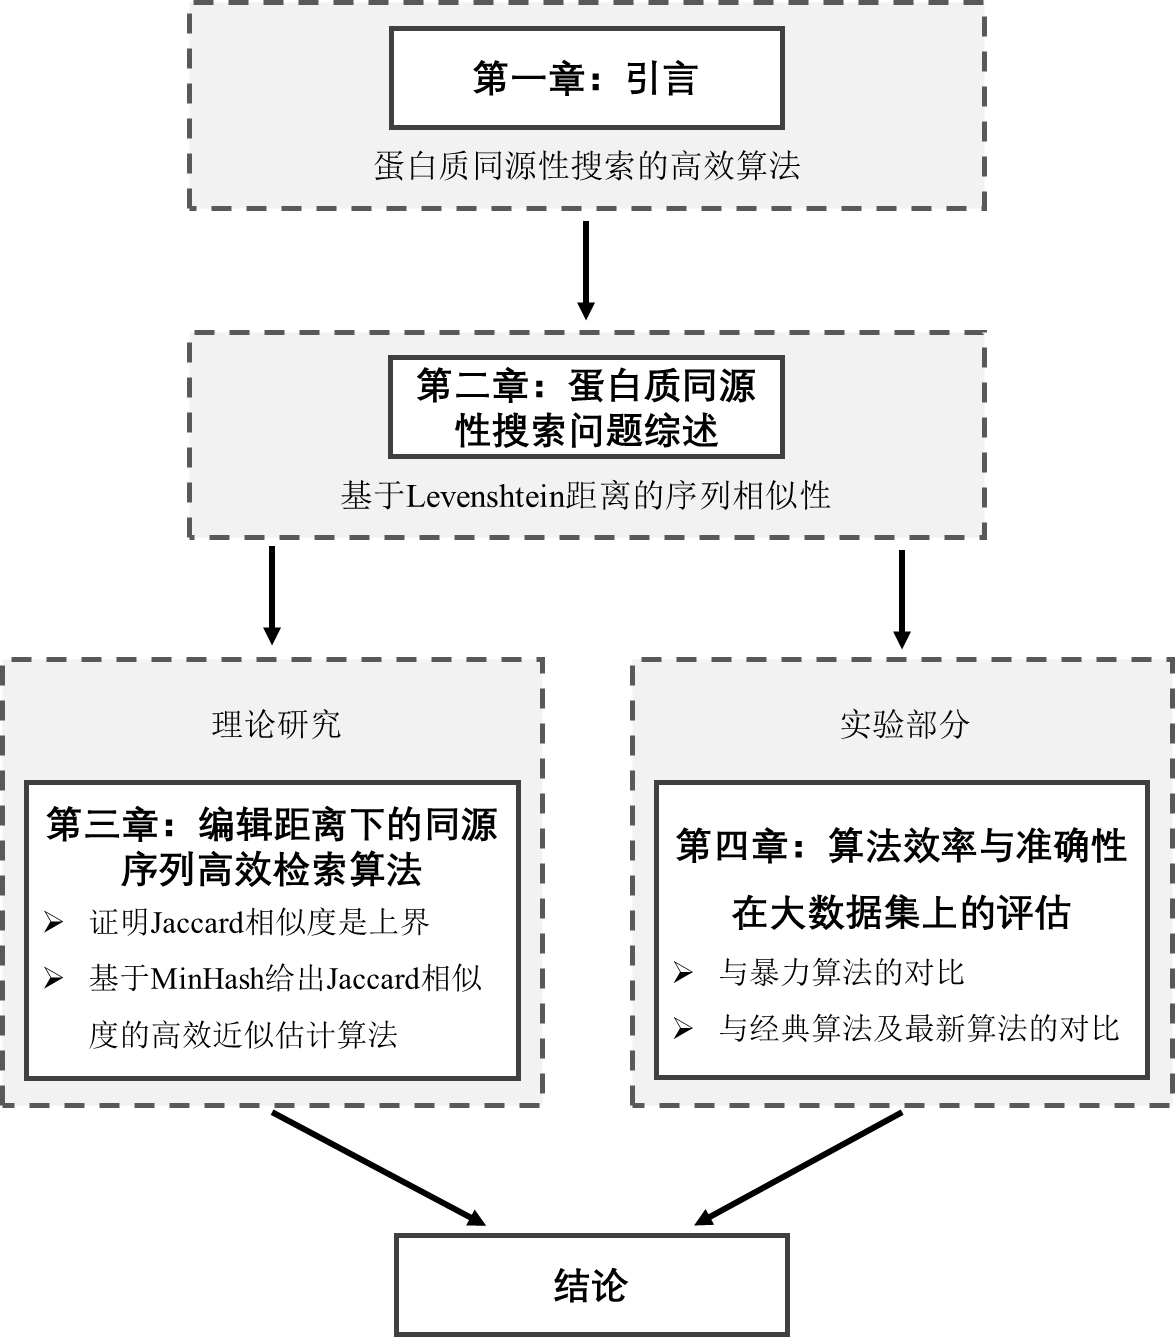 第一章：引言
蛋白质同源性搜索的高效算法
第二章：蛋白质同源
性搜索问题综述
基于Levenshtein距离的序列相似性
理论研究
第三章：编辑距离下的同源
序列高效检索算法
➢ 证明Jaccard相似度是上界
➢ 基于MinHash给出Jaccard相似
度的高效近似估计算法
实验部分
第四章：算法效率与准确性
在大数据集上的评估
➢ 与暴力算法的对比
➢ 与经典算法及最新算法的对比
结论